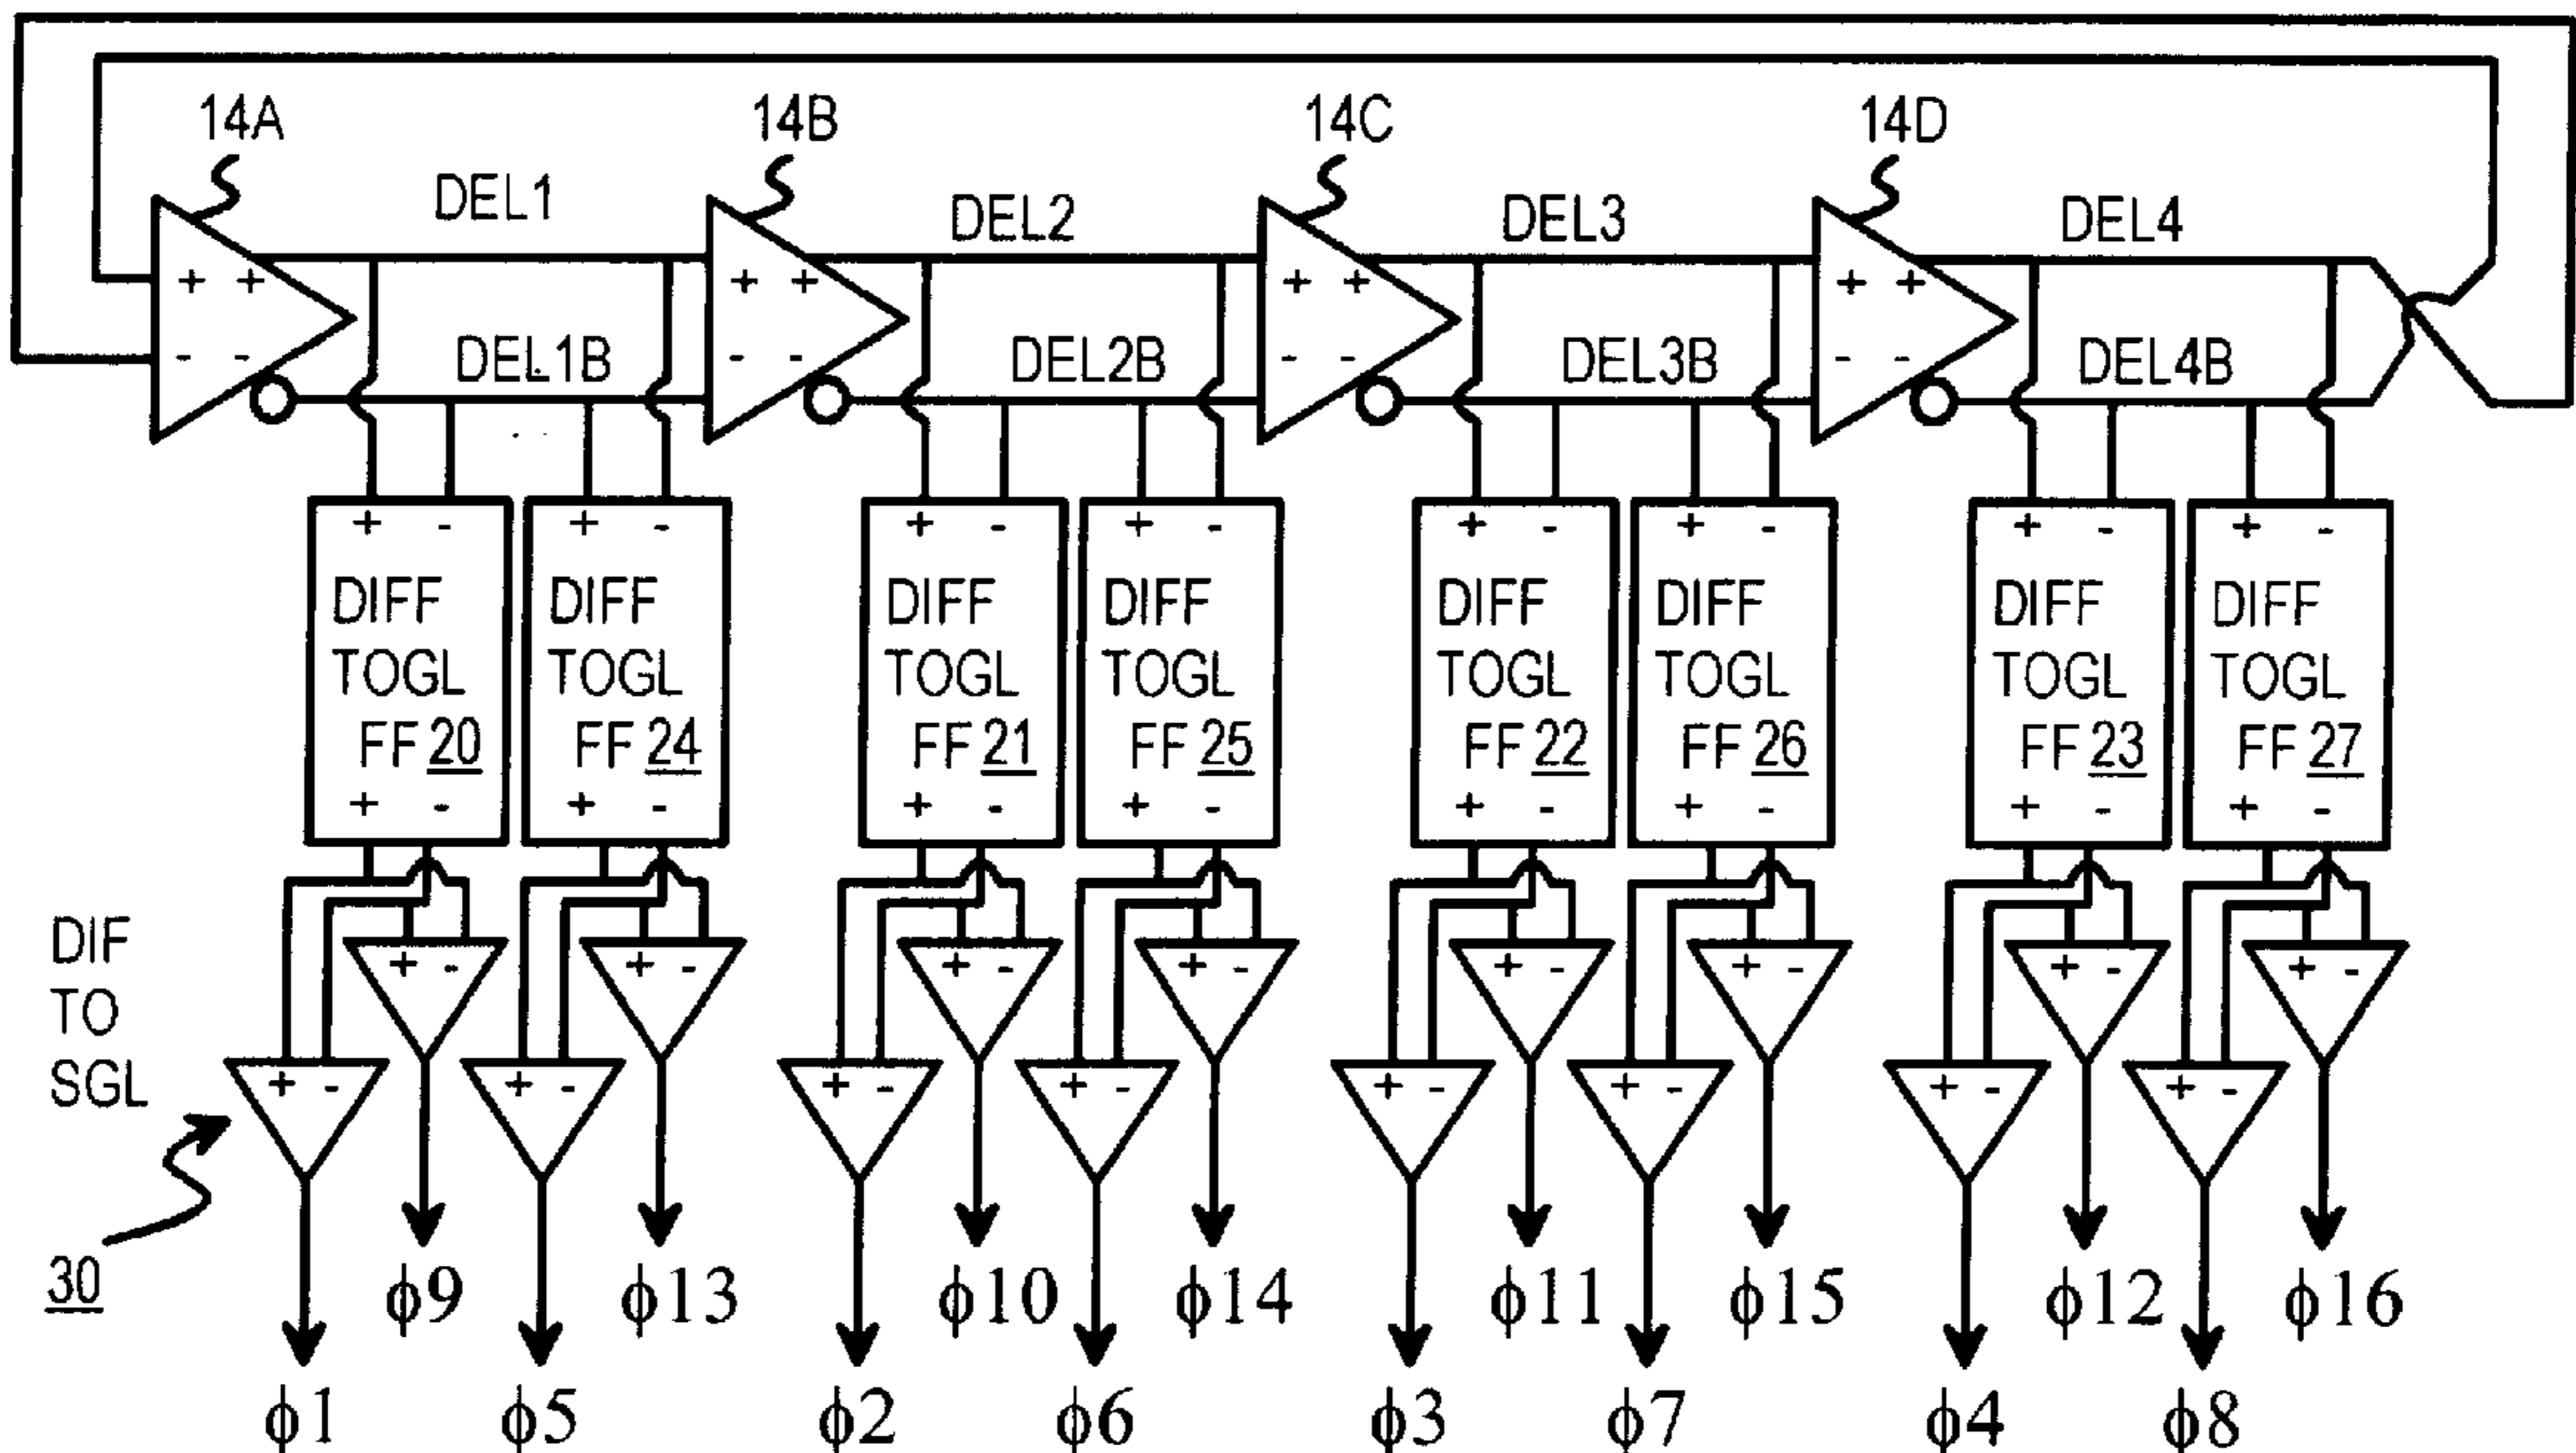 14A 14B 14C 14D
DEL1 DEL2 DEL3 DEL4
+ + + + + + + +
- - - - - - - -
DEL1B DEL2B DEL3B DEL4B
+ - + - + - + - + - + - + - + -
DIFF DIFF DIFF DIFF DIFF DIFF DIFF DIFF
TOGL TOGL TOGL TOGL TOGL TOGL TOGL TOGL
FF 20 FF 24 FF 21 FF 25 FF 22 FF 26 FF 23 FF 27
+ - + - + - + - + - + - + - + -
DIF
TO
SGL
+ - + - + - + - + - + - + - + -
+ - + - + - + - + - + - + - + -
30
ϕ9 ϕ13 ϕ10 ϕ14 ϕ11 ϕ15 ϕ12 ϕ16
ϕ1 ϕ5 ϕ2 ϕ6 ϕ3 ϕ7 ϕ4 ϕ8